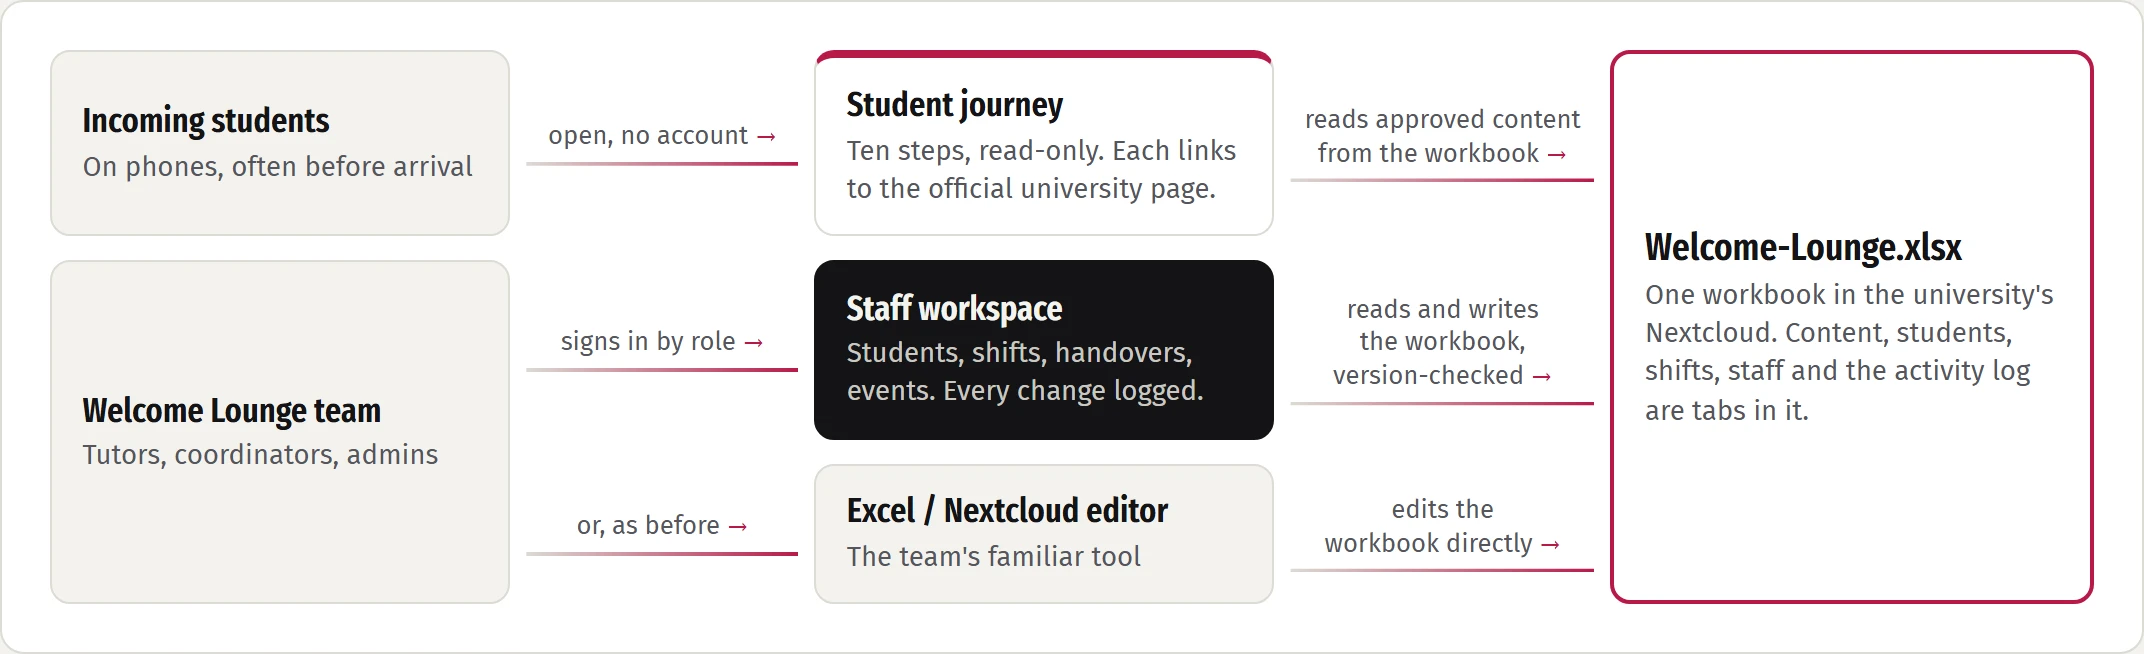 Incoming students
On phones, often before arrival
open, no account →
Student journey
Ten steps, read-only. Each links
to the official university page.
reads approved content
from the workbook →
Welcome Lounge team
Tutors, coordinators, admins
signs in by role →
Staff workspace
Students, shifts, handovers,
events. Every change logged.
reads and writes
the workbook,
version-checked →
or, as before →
Excel / Nextcloud editor
The team's familiar tool
edits the
workbook directly →
Welcome-Lounge.xlsx
One workbook in the university's
Nextcloud. Content, students,
shifts, staff and the activity log
are tabs in it.